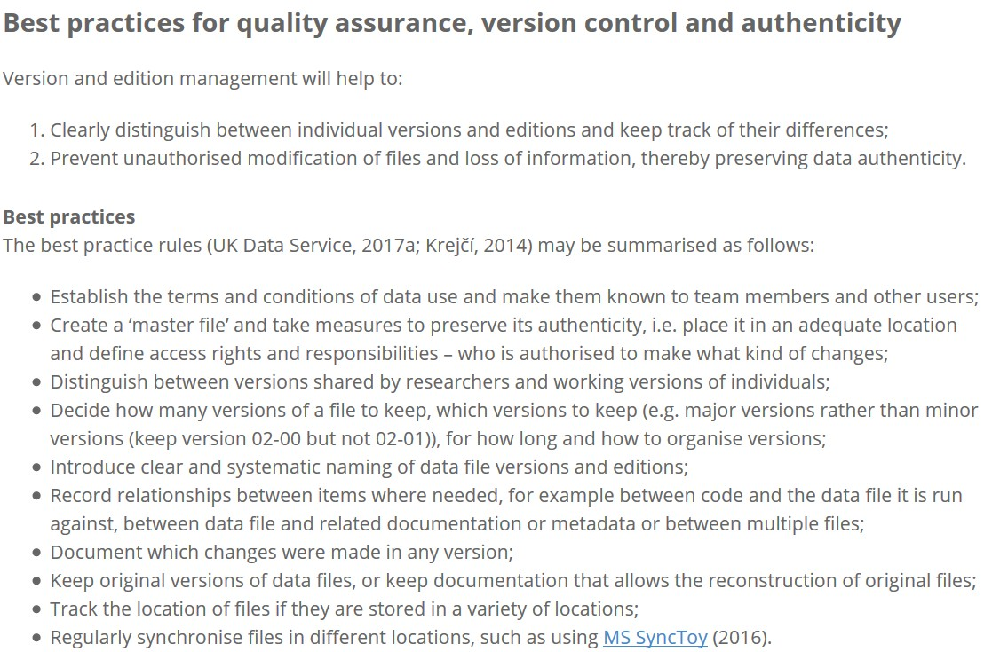 Best practices for quality assurance, version control and authenticity
Version and edition management will help to:
1. Clearly distinguish between individual versions and editions and keep track of their differences;
2. Prevent unauthorised modification of files and loss of information, thereby preserving data authenticity.
Best practices
The best practice rules (UK Data Service, 2017a; Krejčí, 2014) may be summarised as follows:
● Establish the terms and conditions of data use and make them known to team members and other users;
● Create a ‘master file’ and take measures to preserve its authenticity, i.e. place it in an adequate location
and define access rights and responsibilities – who is authorised to make what kind of changes;
● Distinguish between versions shared by researchers and working versions of individuals;
● Decide how many versions of a file to keep, which versions to keep (e.g. major versions rather than minor
versions (keep version 02-00 but not 02-01)), for how long and how to organise versions;
● Introduce clear and systematic naming of data file versions and editions;
● Record relationships between items where needed, for example between code and the data file it is run
against, between data file and related documentation or metadata or between multiple files;
● Document which changes were made in any version;
● Keep original versions of data files, or keep documentation that allows the reconstruction of original files;
● Track the location of files if they are stored in a variety of locations;
● Regularly synchronise files in different locations, such as using MS SyncToy (2016).